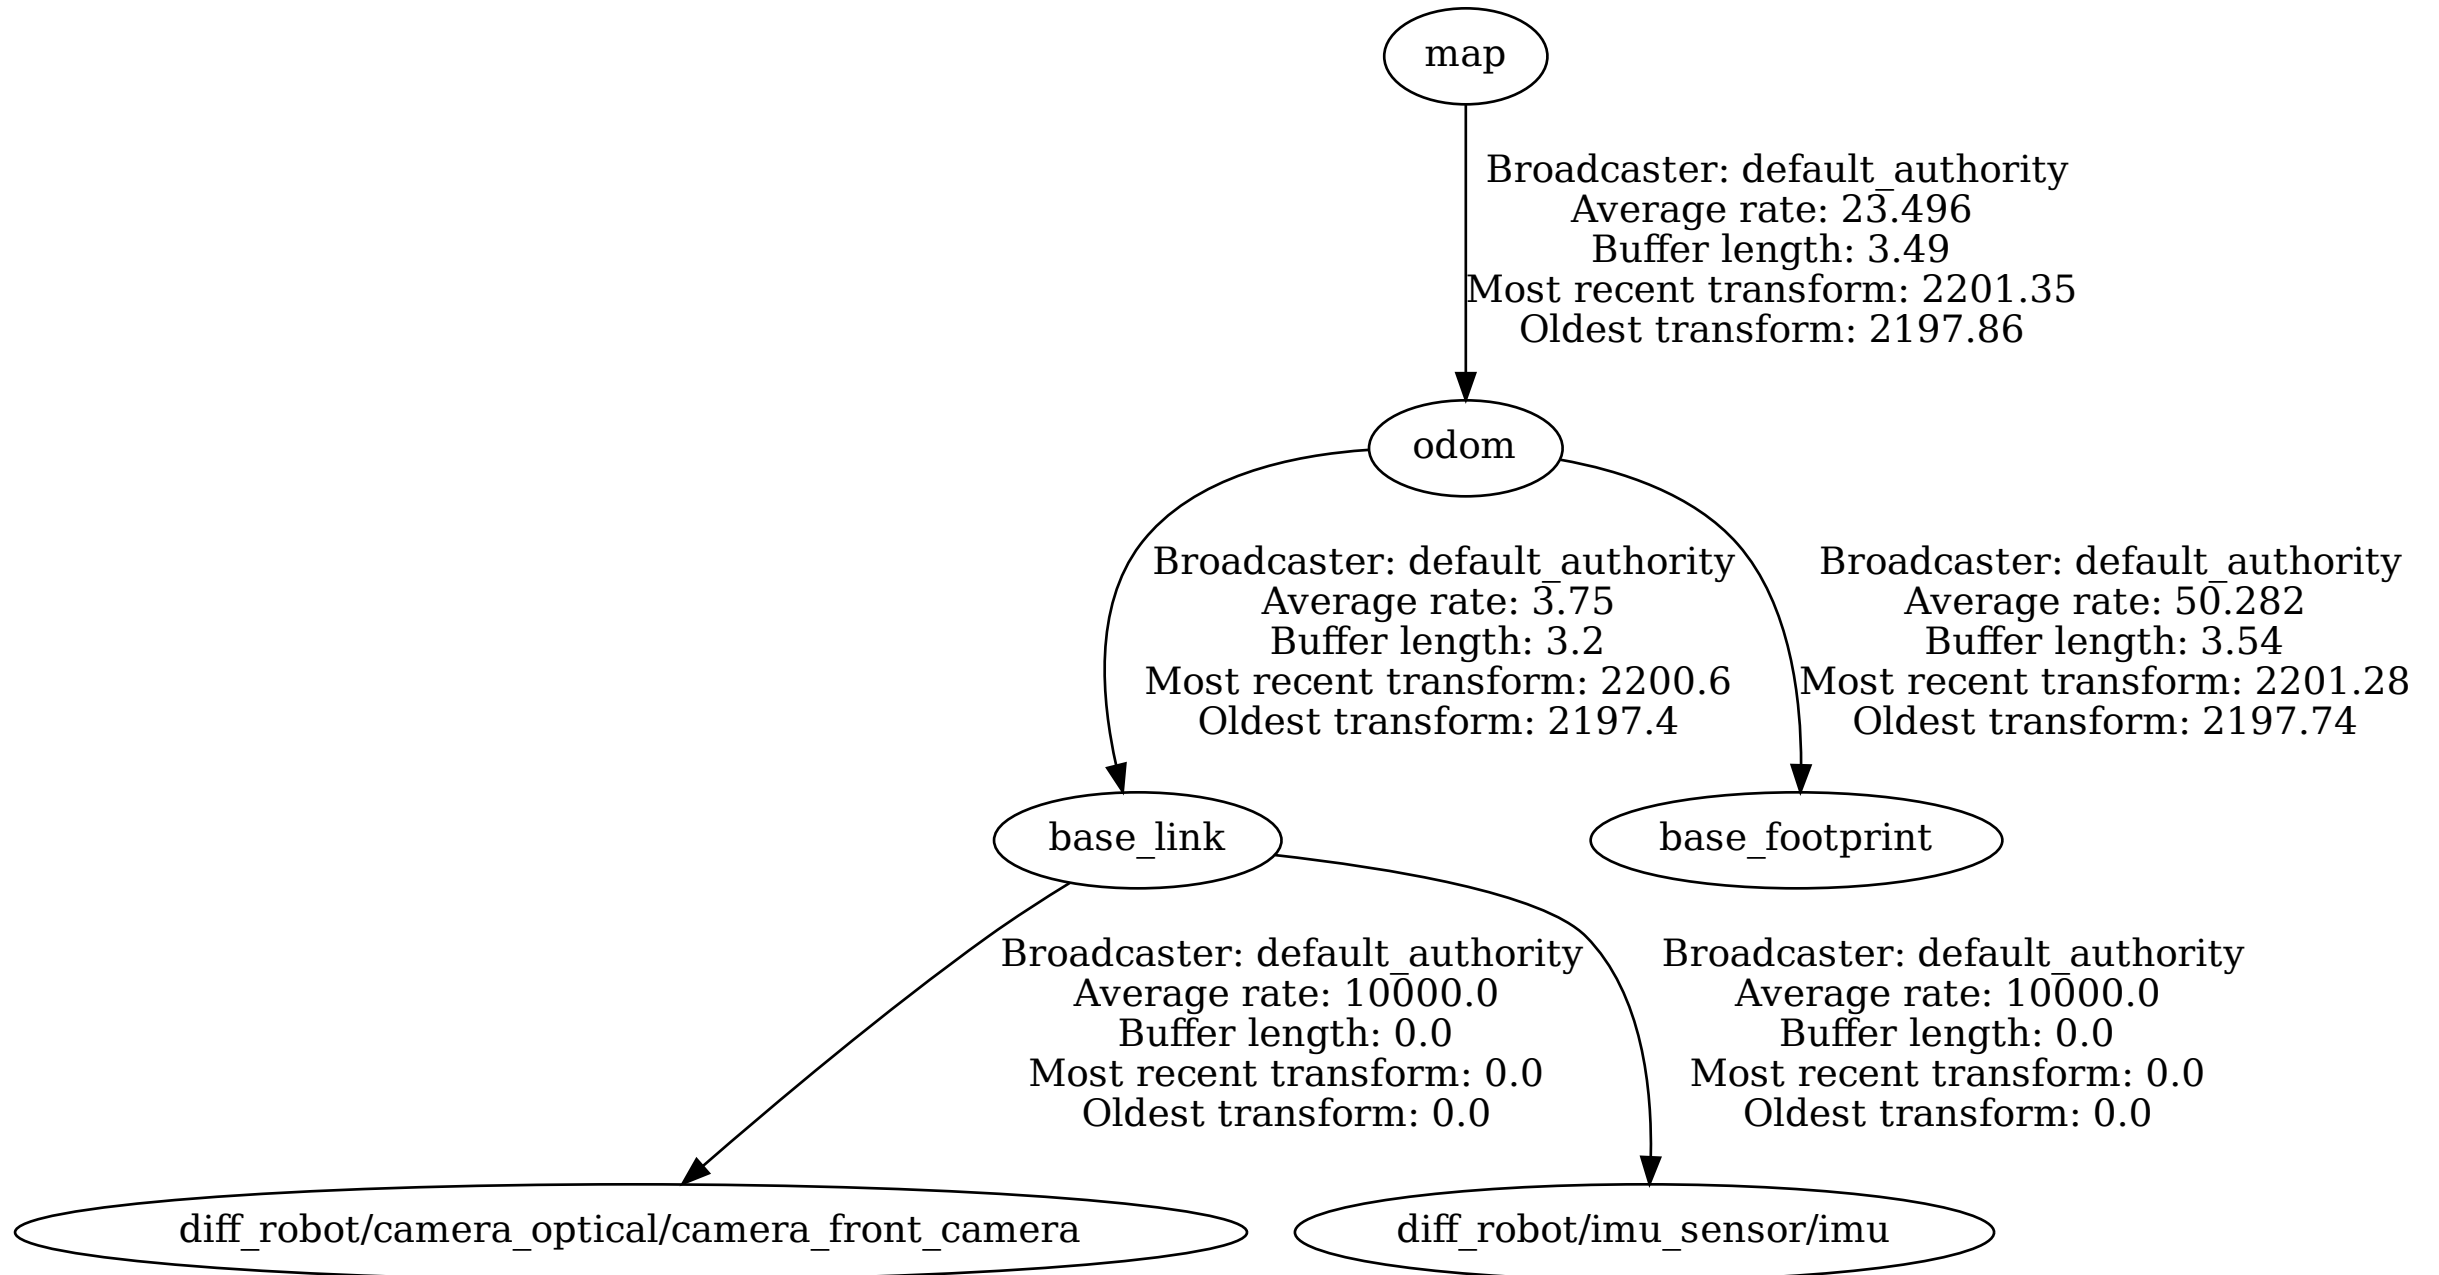 map
Broadcaster: default_authority
Average rate: 23.496
Buffer length: 3.49
Most recent transform: 2201.35
Oldest transform: 2197.86
odom
Broadcaster: default_authority
Average rate: 3.75
Buffer length: 3.2
Most recent transform: 2200.6
Oldest transform: 2197.4
Broadcaster: default_authority
Average rate: 50.282
Buffer length: 3.54
Most recent transform: 2201.28
Oldest transform: 2197.74
base_link
base_footprint
Broadcaster: default_authority
Average rate: 10000.0
Buffer length: 0.0
Most recent transform: 0.0
Oldest transform: 0.0
Broadcaster: default_authority
Average rate: 10000.0
Buffer length: 0.0
Most recent transform: 0.0
Oldest transform: 0.0
diff_robot/camera_optical/camera_front_camera
diff_robot/imu_sensor/imu